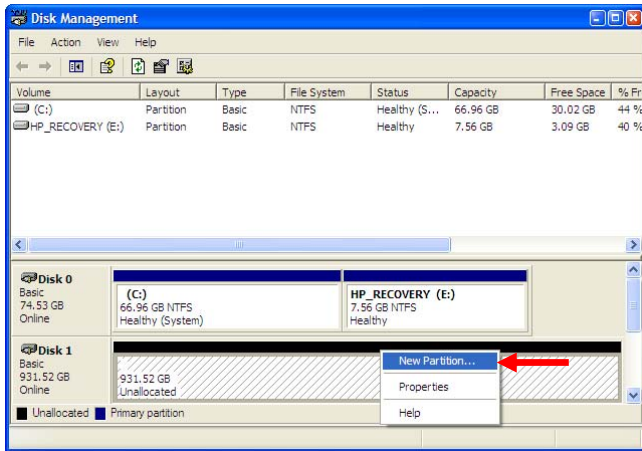 Disk Management
File Action View Help
Volume Layout Type File System Status Capacity Free Space % Fr
(C:) Partition Basic NTFS Healthy (S... 66.96 GB 30.02 GB 44 %
HP_RECOVERY (E:) Partition Basic NTFS Healthy 7.56 GB 3.09 GB 40 %
Disk 0
Basic
74.53 GB
Online
(C:)
66.96 GB NTFS
Healthy (System)
HP_RECOVERY (E:)
7.56 GB NTFS
Healthy
Disk 1
Basic
931.52 GB
Online
931.52 GB
Unallocated
New Partition...
Properties
Help
Unallocated Primary partition